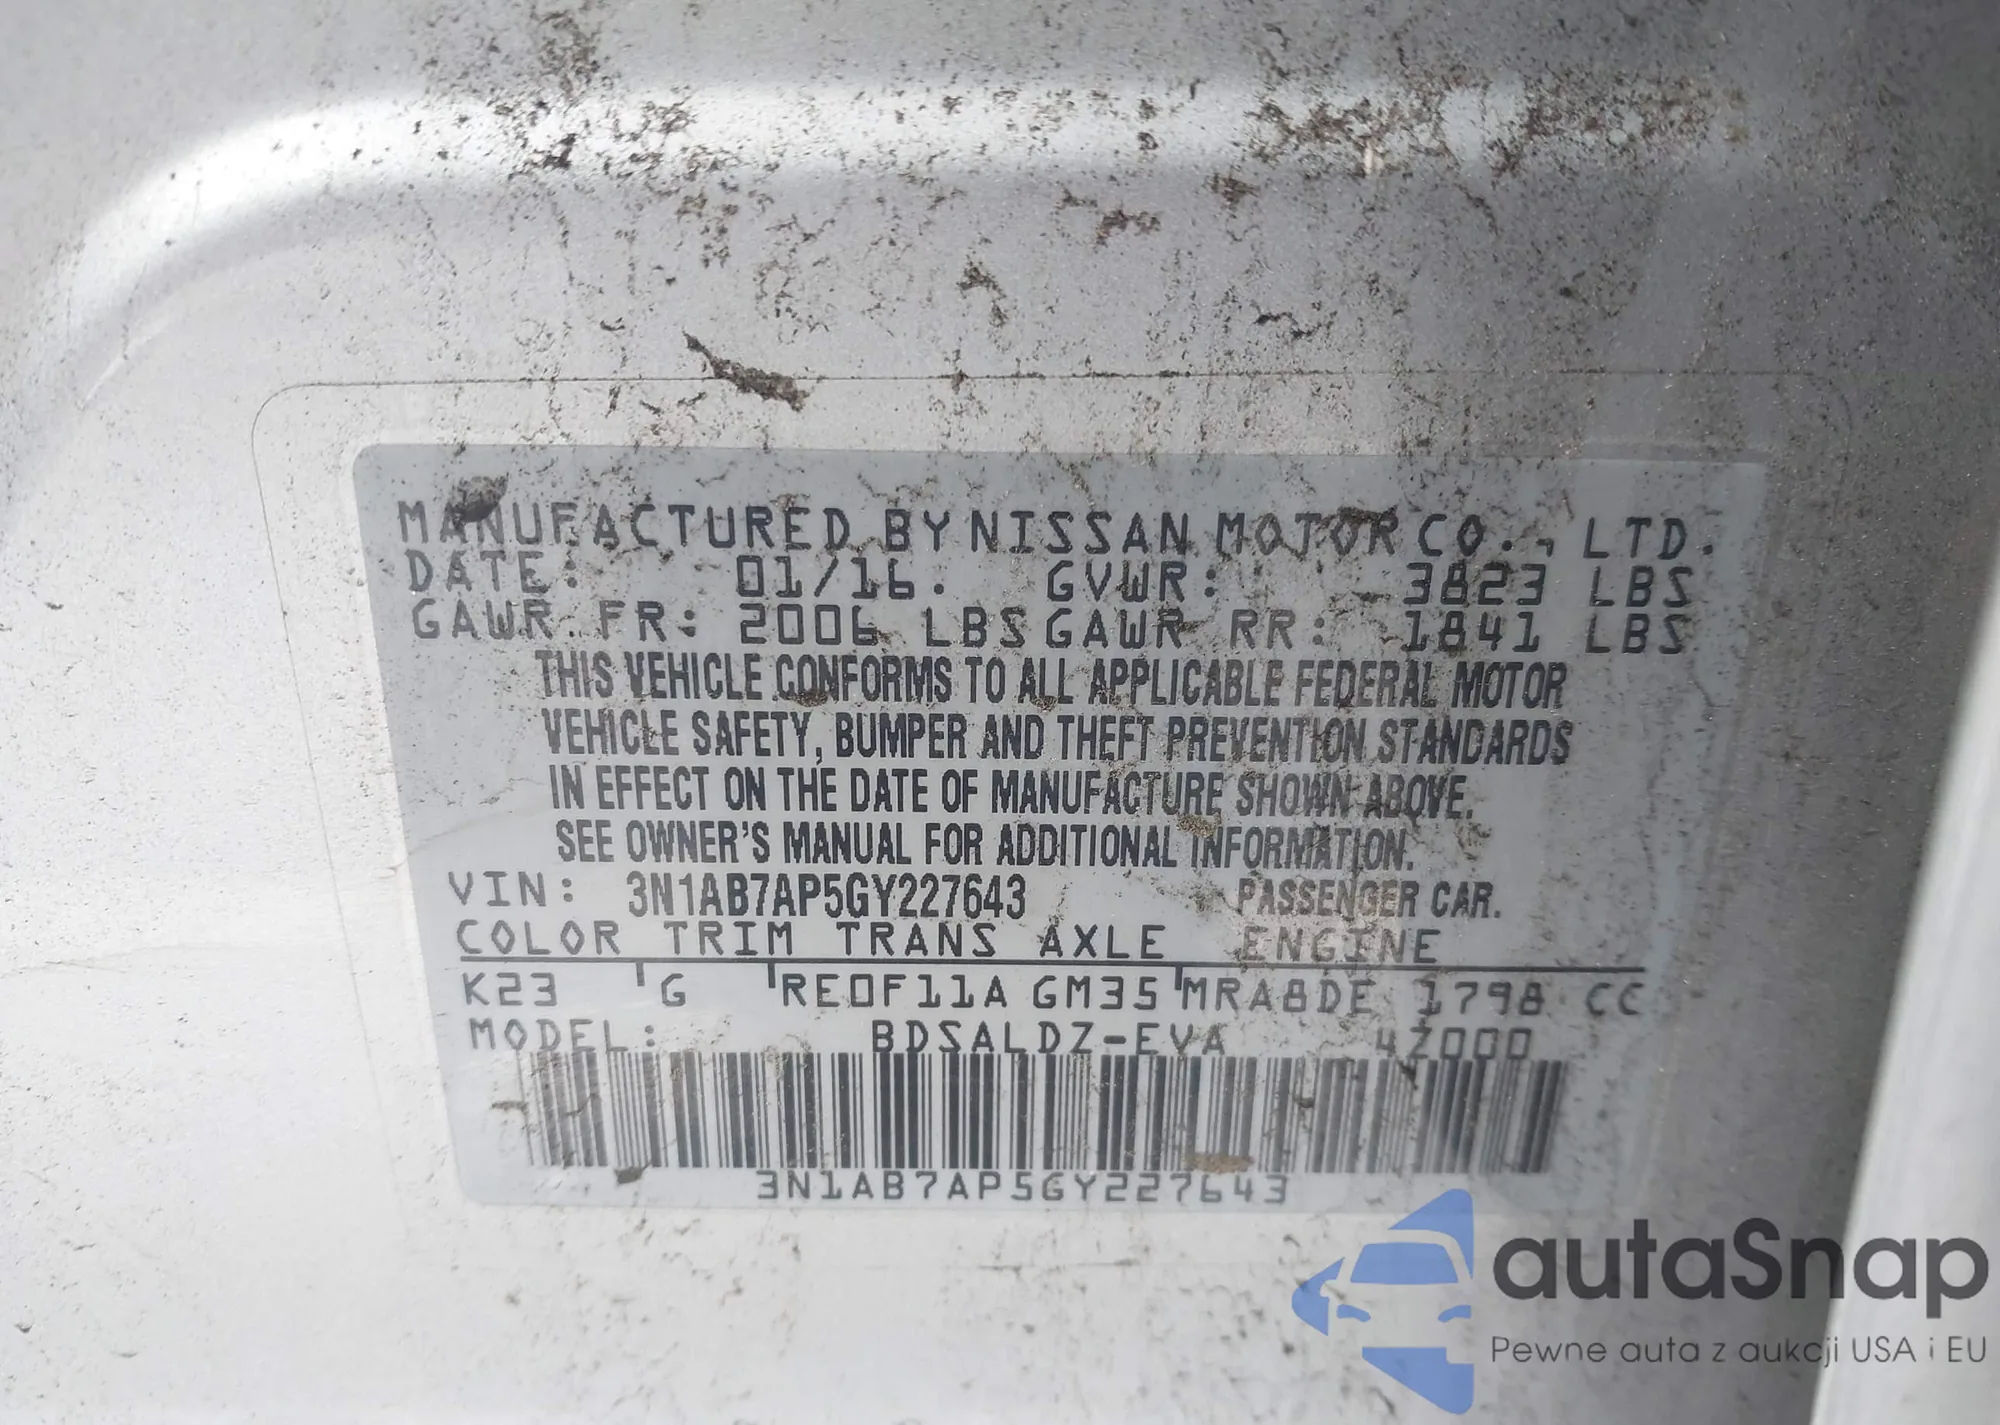 MANUFACTURED BY NISSAN MOTOR CO., LTD.
DATE: 01/16. GVWR: 3823 LBS
GAWR FR: 2006 LBS GAWR RR: 1841 LBS
THIS VEHICLE CONFORMS TO ALL APPLICABLE FEDERAL MOTOR
VEHICLE SAFETY, BUMPER AND THEFT PREVENTION STANDARDS
IN EFFECT ON THE DATE OF MANUFACTURE SHOWN ABOVE.
SEE OWNER'S MANUAL FOR ADDITIONAL INFORMATION.
VIN: 3N1AB7AP5GY227643 PASSENGER CAR.
COLOR TRIM TRANS AXLE ENGINE
K23 G RE0F11A GM35 MRA8DE 1798 CC
MODEL: BDSALDZ-EVA 4Z000
3N1AB7AP5GY227643
autaSnap
Pewne auta z aukcji USA i EU